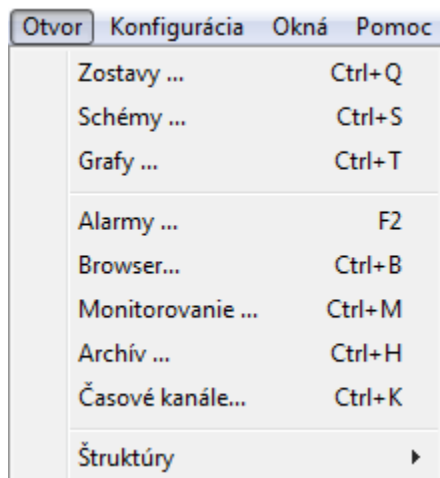 Otvor Konfigurácia Okná Pomoc
Zostavy ... Ctrl+Q
Schémy ... Ctrl+S
Grafy ... Ctrl+T
Alarmy ... F2
Browser... Ctrl+B
Monitorovanie ... Ctrl+M
Archív ... Ctrl+H
Časové kanále... Ctrl+K
Štruktúry